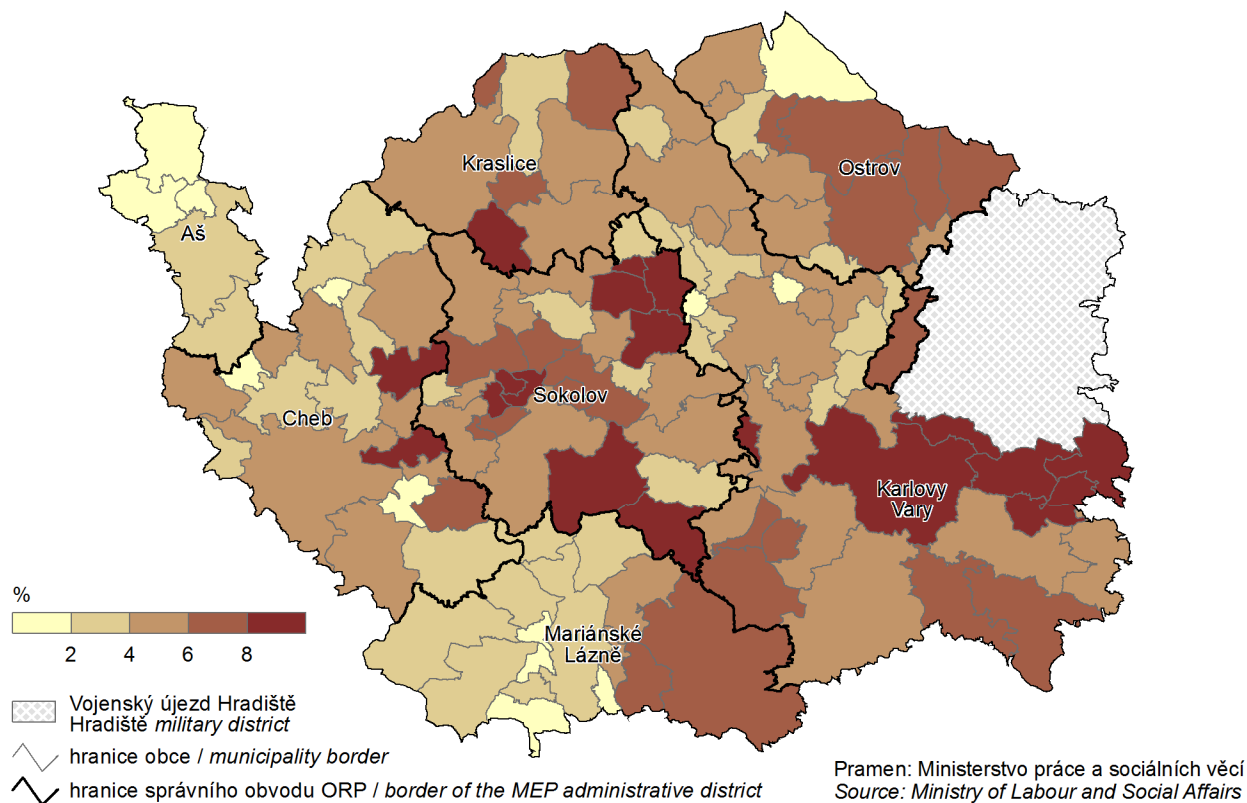 Kraslice
Ostrov
Aš
Cheb
Sokolov
Karlovy
Vary
Mariánské
Lázně
%
2 4 6 8
Vojenský újezd Hradiště
Hradiště military district
hranice obce / municipality border
hranice správního obvodu ORP / border of the MEP administrative district
Pramen: Ministerstvo práce a sociálních věcí
Source: Ministry of Labour and Social Affairs